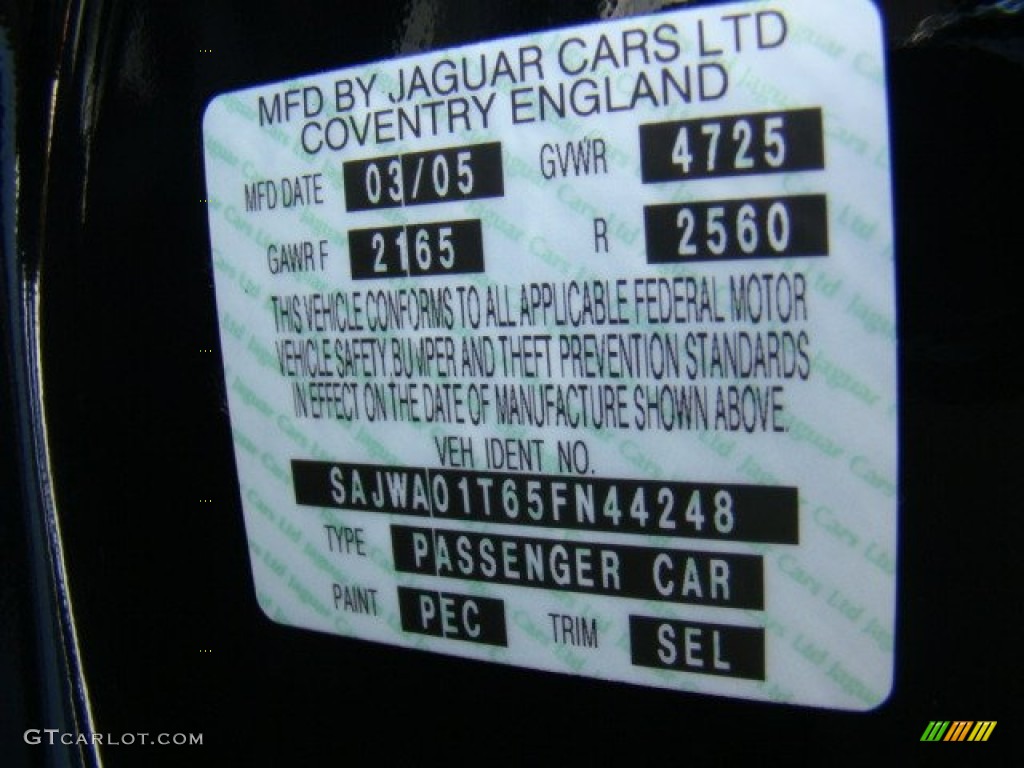 MFD BY JAGUAR CARS LTD
COVENTRY ENGLAND
MFD DATE 03/05 GVWR 4725
GAWR F 2165 R 2560
THIS VEHICLE CONFORMS TO ALL APPLICABLE FEDERAL MOTOR
VEHICLE SAFETY, BUMPER AND THEFT PREVENTION STANDARDS
IN EFFECT ON THE DATE OF MANUFACTURE SHOWN ABOVE.
VEH IDENT NO.
SAJWA01T65FN44248
TYPE PASSENGER CAR
PAINT PEC TRIM SEL
GTCARLOT.COM